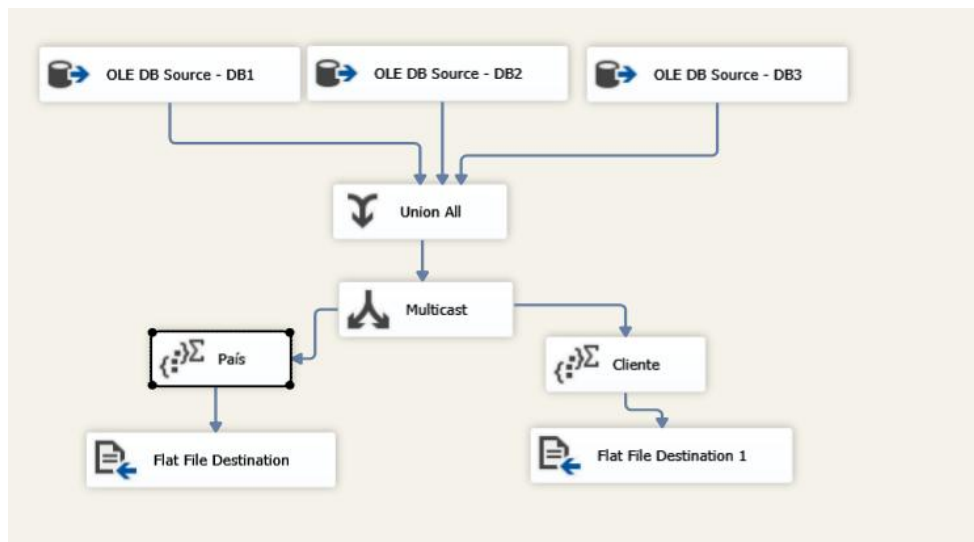 OLE DB Source - DB1
OLE DB Source - DB2
OLE DB Source - DB3
Union All
Multicast
País
Cliente
Flat File Destination
Flat File Destination 1